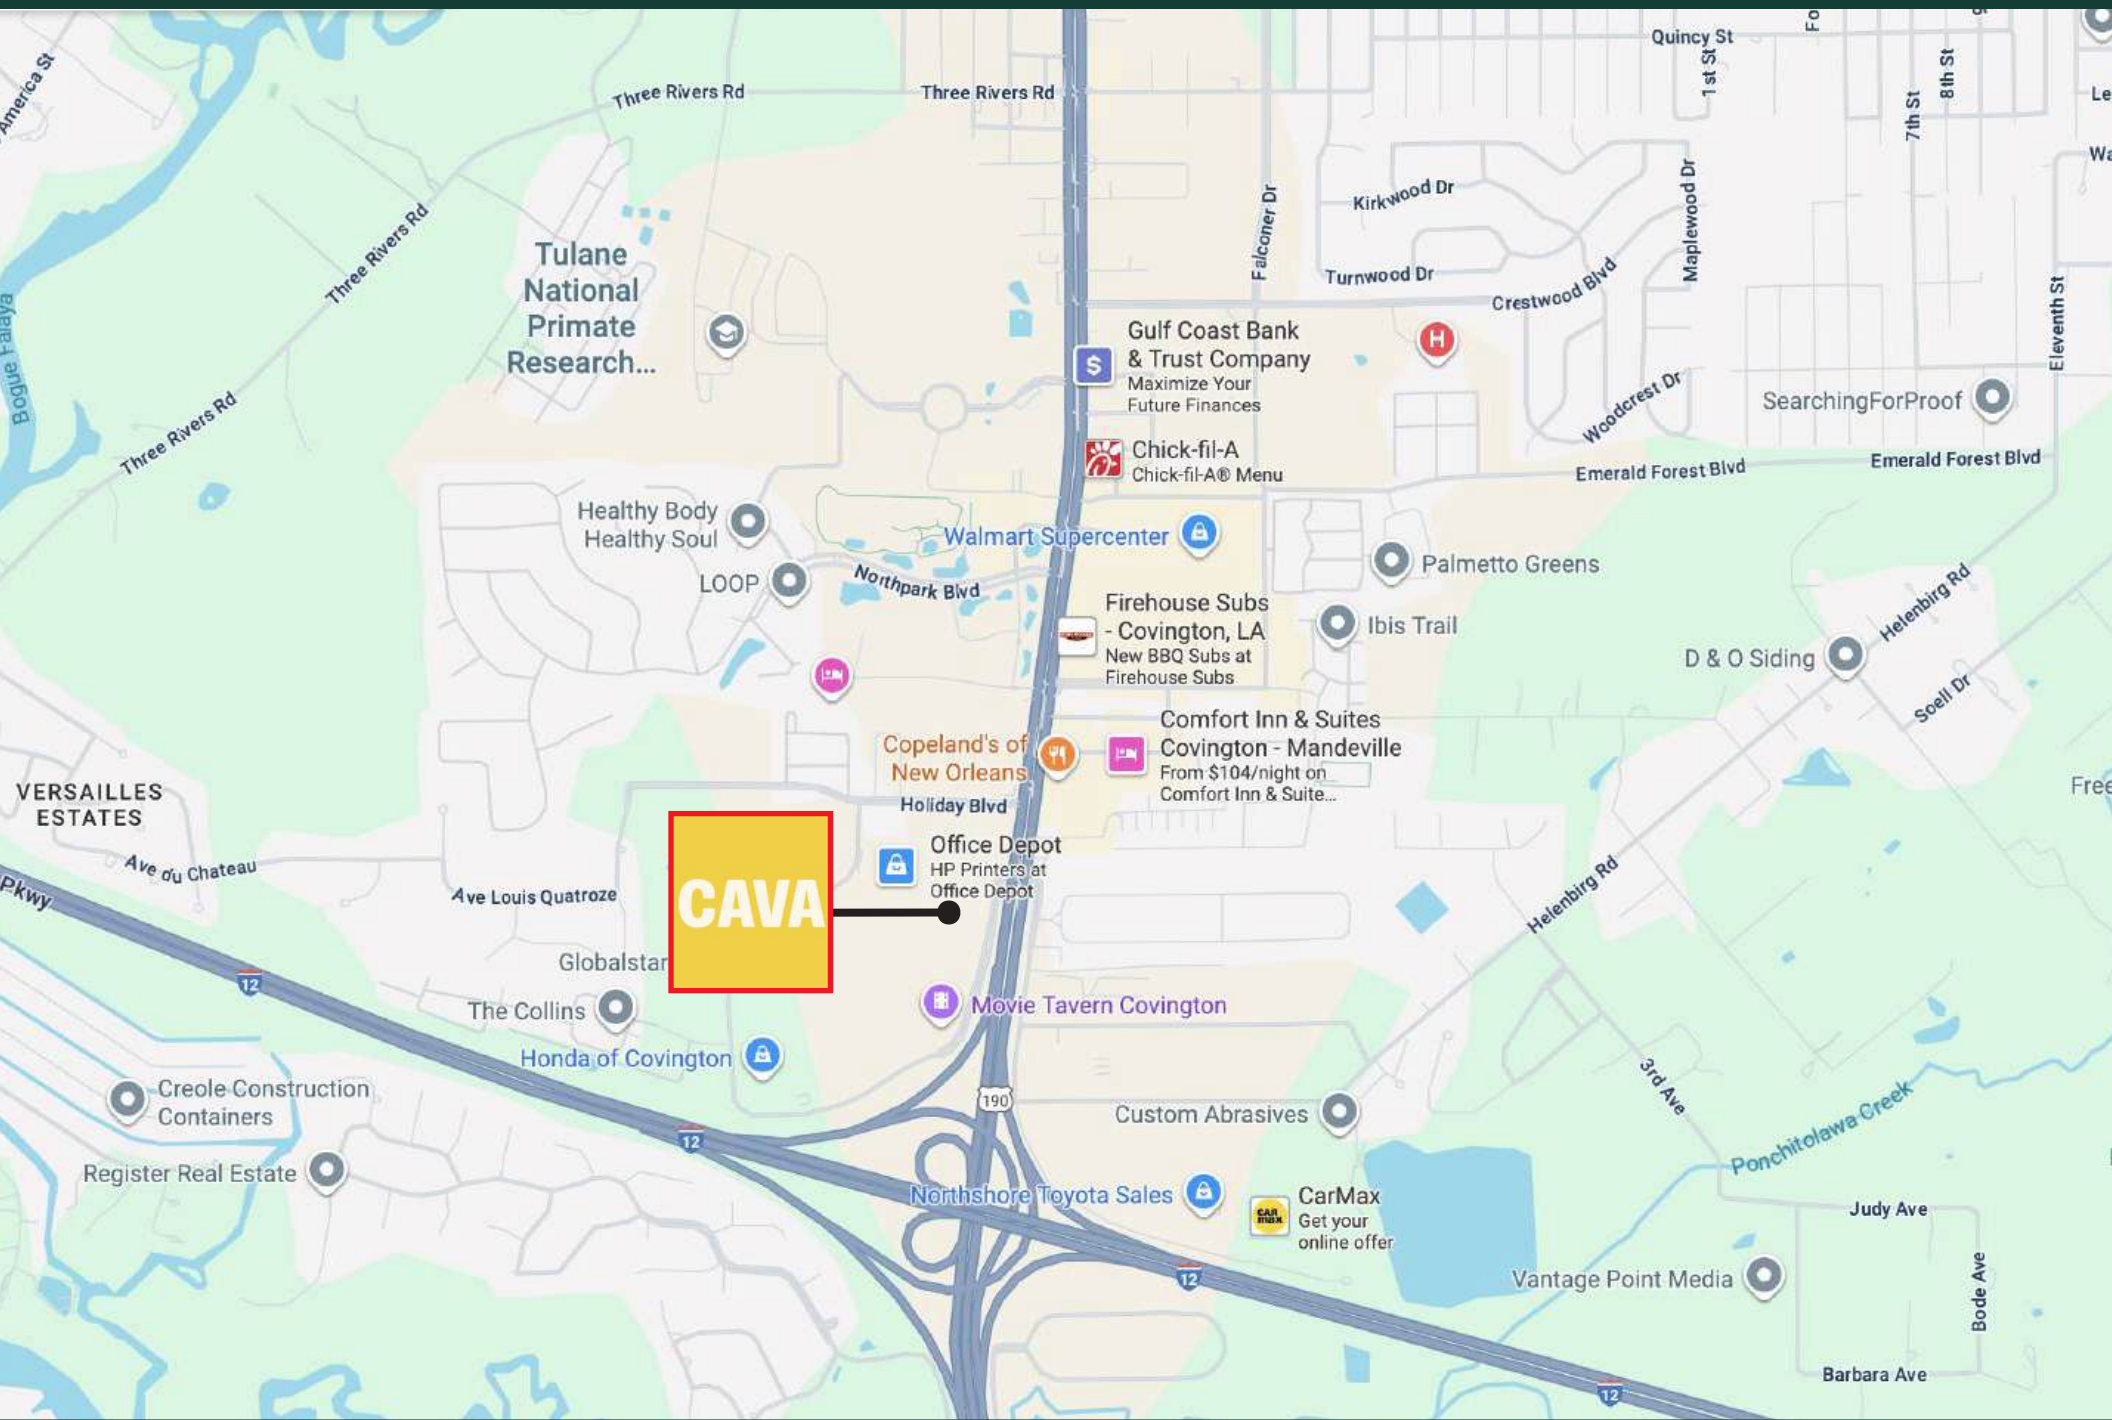 Quincy St
1st St
8th St
7th St
America St
Three Rivers Rd
Three Rivers Rd
Kirkwood Dr
Maplewood Dr
Falconer Dr
Turnwood Dr
Crestwood Blvd
Three Rivers Rd
Tulane
National
Primate
Research...
Bogue Falaya
Eleventh St
Gulf Coast Bank
& Trust Company
Maximize Your
Future Finances
H
$
Woodcrest Dr
SearchingForProof
Three Rivers Rd
Chick-fil-A
Chick-fil-A® Menu
Emerald Forest Blvd
Emerald Forest Blvd
Healthy Body
Healthy Soul
Walmart Supercenter
LOOP
Northpark Blvd
Palmetto Greens
Firehouse Subs
- Covington, LA
New BBQ Subs at
Firehouse Subs
Ibis Trail
Helenbirg Rd
D & O Siding
Soell Dr
Comfort Inn & Suites
Covington - Mandeville
From $104/night on
Comfort Inn & Suite...
Copeland's of
New Orleans
Holiday Blvd
VERSAILLES
ESTATES
Free
Office Depot
HP Printers at
Office Depot
Ave du Chateau
Pkwy
Ave Louis Quatroze
CAVA
Helenbirg Rd
Globalstar
12
The Collins
Movie Tavern Covington
Honda of Covington
Creole Construction
Containers
190
3rd Ave
Custom Abrasives
12
Ponchitolawa Creek
Register Real Estate
Northshore Toyota Sales
CARMAX
CarMax
Get your
online offer
Judy Ave
12
Vantage Point Media
Bode Ave
Barbara Ave
12